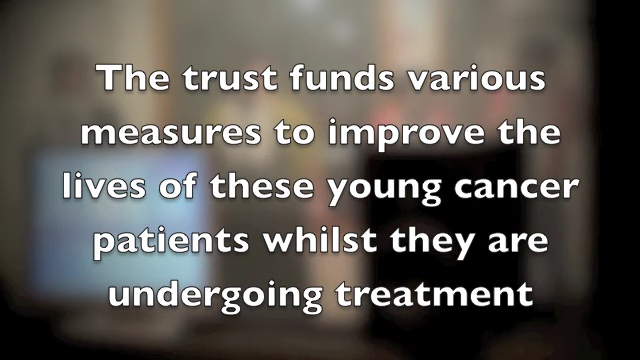 The trust funds various
measures to improve the
lives of these young cancer
patients whilst they are
undergoing treatment